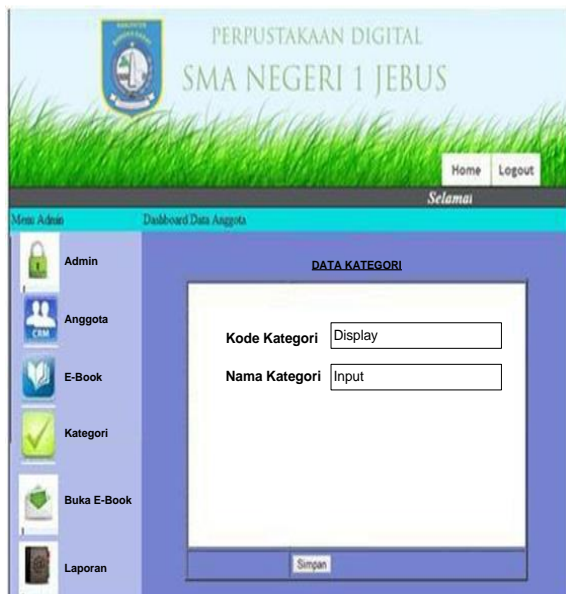 PERPUSTAKAAN DIGITAL
SMA NEGERI 1 JEBUS
Home Logout
Selamat
Menu Admin Dashboard Data Anggota
Admin
DATA KATEGORI
Anggota
CRM
Kode Kategori Display
E-Book
Nama Kategori Input
Kategori
Buka E-Book
Simpan
Laporan